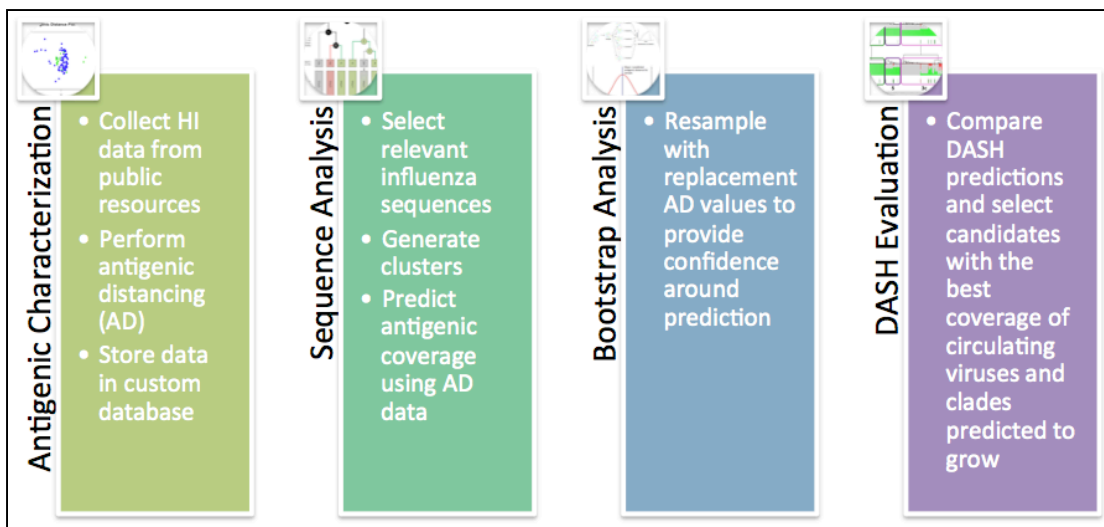 Antigenic Characterization
• Collect HI
data from
public
resources
• Perform
antigenic
distancing
(AD)
• Store data
in custom
database
Sequence Analysis
• Select
relevant
influenza
sequences
• Generate
clusters
• Predict
antigenic
coverage
using AD
data
Bootstrap Analysis
• Resample
with
replacement
AD values to
provide
confidence
around
prediction
DASH Evaluation
• Compare
DASH
predictions
and select
candidates
with the
best
coverage of
circulating
viruses and
clades
predicted to
grow